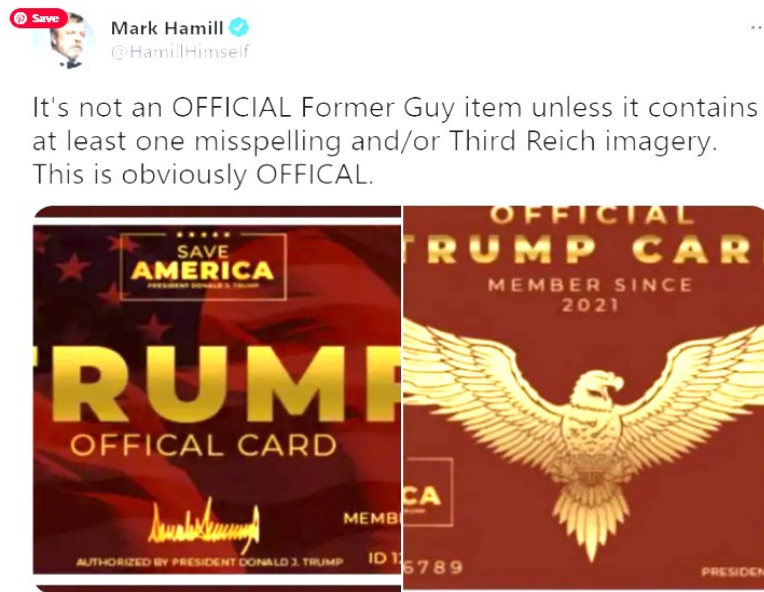 Save
Mark Hamill
@HamillHimself
It's not an OFFICIAL Former Guy item unless it contains
at least one misspelling and/or Third Reich imagery.
This is obviously OFFICAL.
SAVE
AMERICA
PRESIDENT DONALD J. TRUMP
RUMP
OFFICAL CARD
MEMB
AUTHORIZED BY PRESIDENT DONALD J. TRUMP
ID 1
OFFICIAL
TRUMP CAR
MEMBER SINCE
2021
CA
6789
PRESIDEN